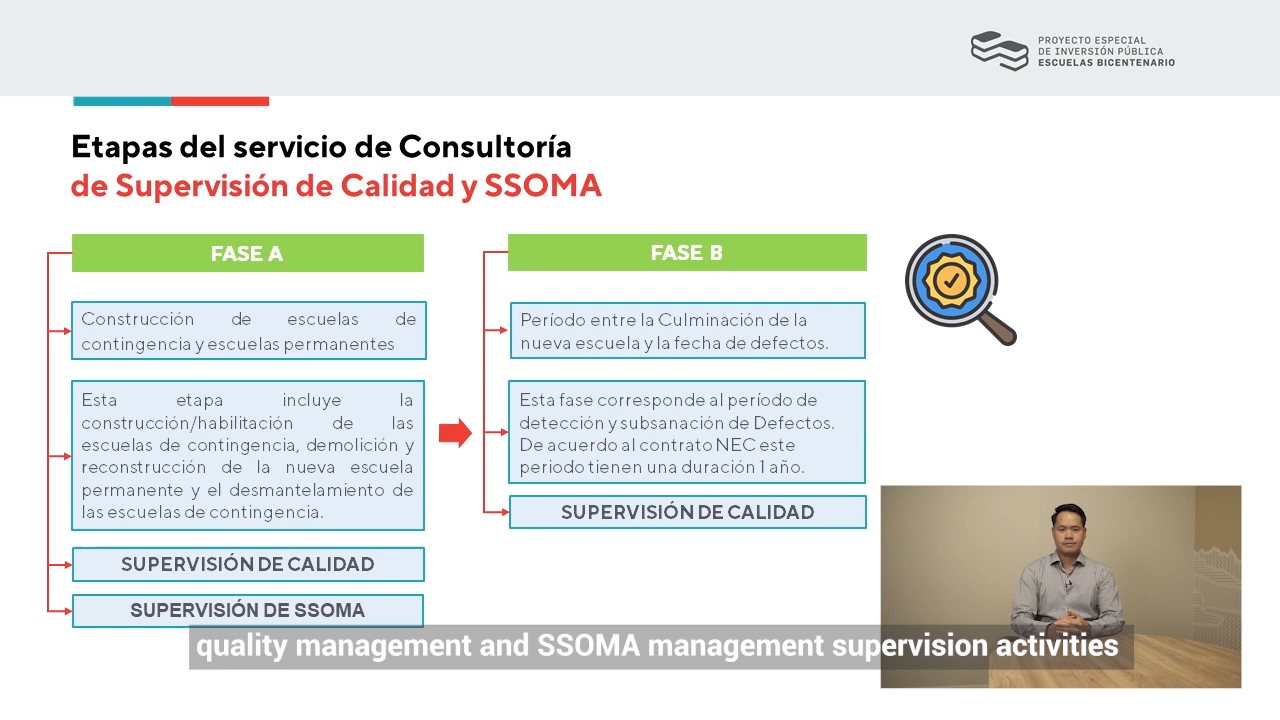 PROYECTO ESPECIAL
DE INVERSIÓN PÚBLICA
ESCUELAS BICENTENARIO
Etapas del servicio de Consultoría
de Supervisión de Calidad y SSOMA
FASE A
Construcción de escuelas de
contingencia y escuelas permanentes
Esta etapa incluye la
construcción/habilitación de las
escuelas de contingencia, demolición y
reconstrucción de la nueva escuela
permanente y el desmantelamiento de
las escuelas de contingencia.
SUPERVISIÓN DE CALIDAD
SUPERVISIÓN DE SSOMA
FASE B
Período entre la Culminación de la
nueva escuela y la fecha de defectos.
Esta fase corresponde al período de
detección y subsanación de Defectos.
De acuerdo al contrato NEC este
periodo tienen una duración 1 año.
SUPERVISIÓN DE CALIDAD
quality management and SSOMA management supervision activities